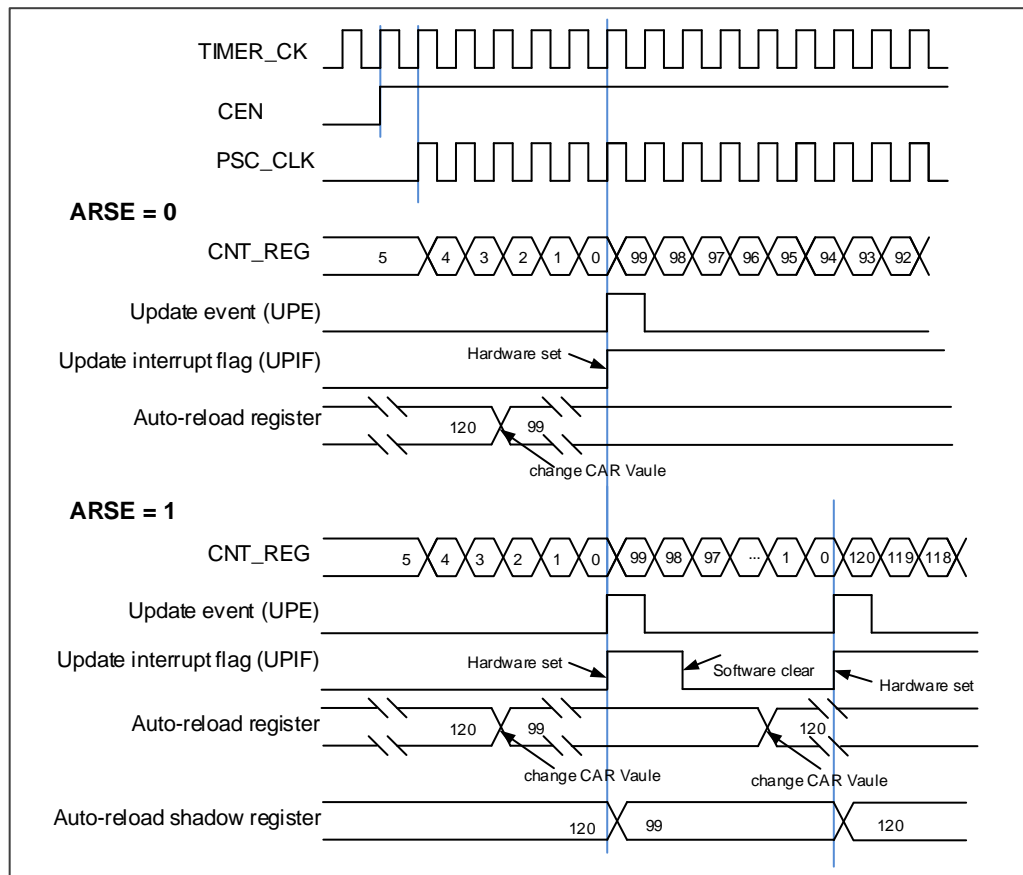 TIMER_CK
CEN
PSC_CLK
ARSE = 0
CNT_REG 5 4 3 2 1 0 99 98 97 96 95 94 93 92
Update event (UPE)
Update interrupt flag (UPIF) Hardware set
Auto-reload register 120 99
change CAR Vaule
ARSE = 1
CNT_REG 5 4 3 2 1 0 99 98 97 ... 1 0 120 119 118
Update event (UPE)
Update interrupt flag (UPIF) Hardware set Software clear Hardware set
Auto-reload register 120 99 120
change CAR Vaule change CAR Vaule
Auto-reload shadow register 120 99 120